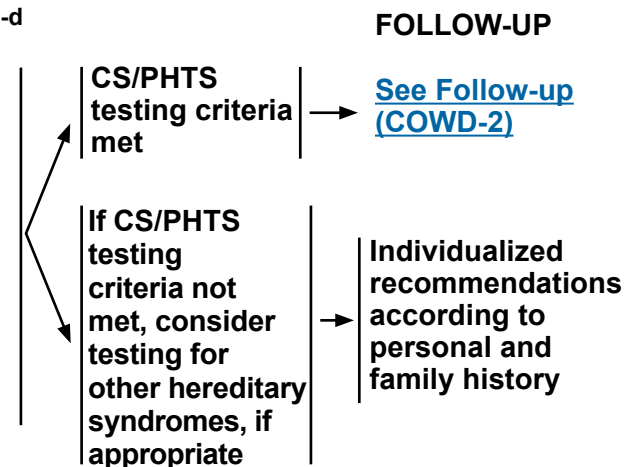 -d
FOLLOW-UP
CS/PHTS
testing criteria
met
See Follow-up
(COWD-2)
If CS/PHTS
testing
criteria not
met, consider
testing for
other hereditary
syndromes, if
appropriate
Individualized
recommendations
according to
personal and
family history